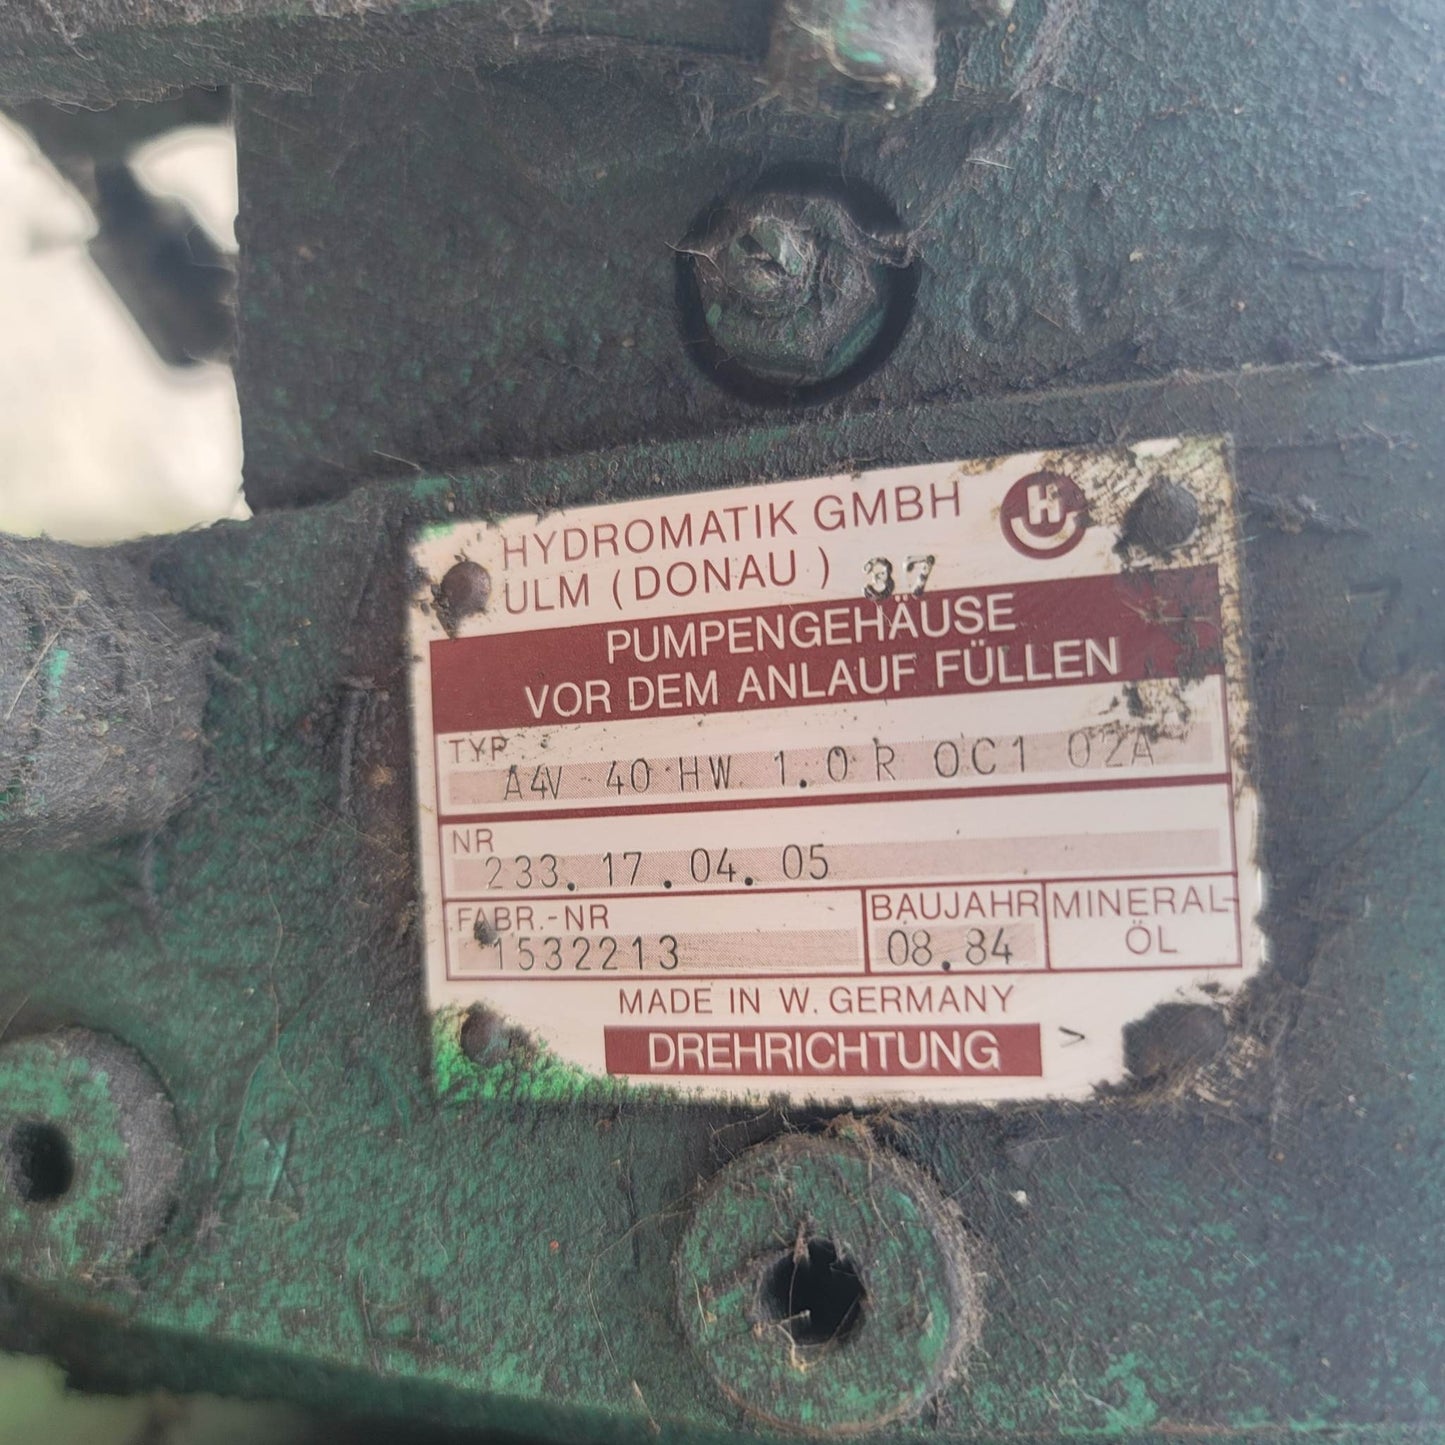 HYDROMATIK GMBH
ULM (DONAU) 37
H
PUMPENGEHÄUSE
VOR DEM ANLAUF FÜLLEN
TYP
A4V 40 HW 1.0 R OC1 02A
NR
233.17.04.05
FABR.-NR
1532213
BAUJAHR
08.84
MINERAL-
ÖL
MADE IN W. GERMANY
DREHRICHTUNG >